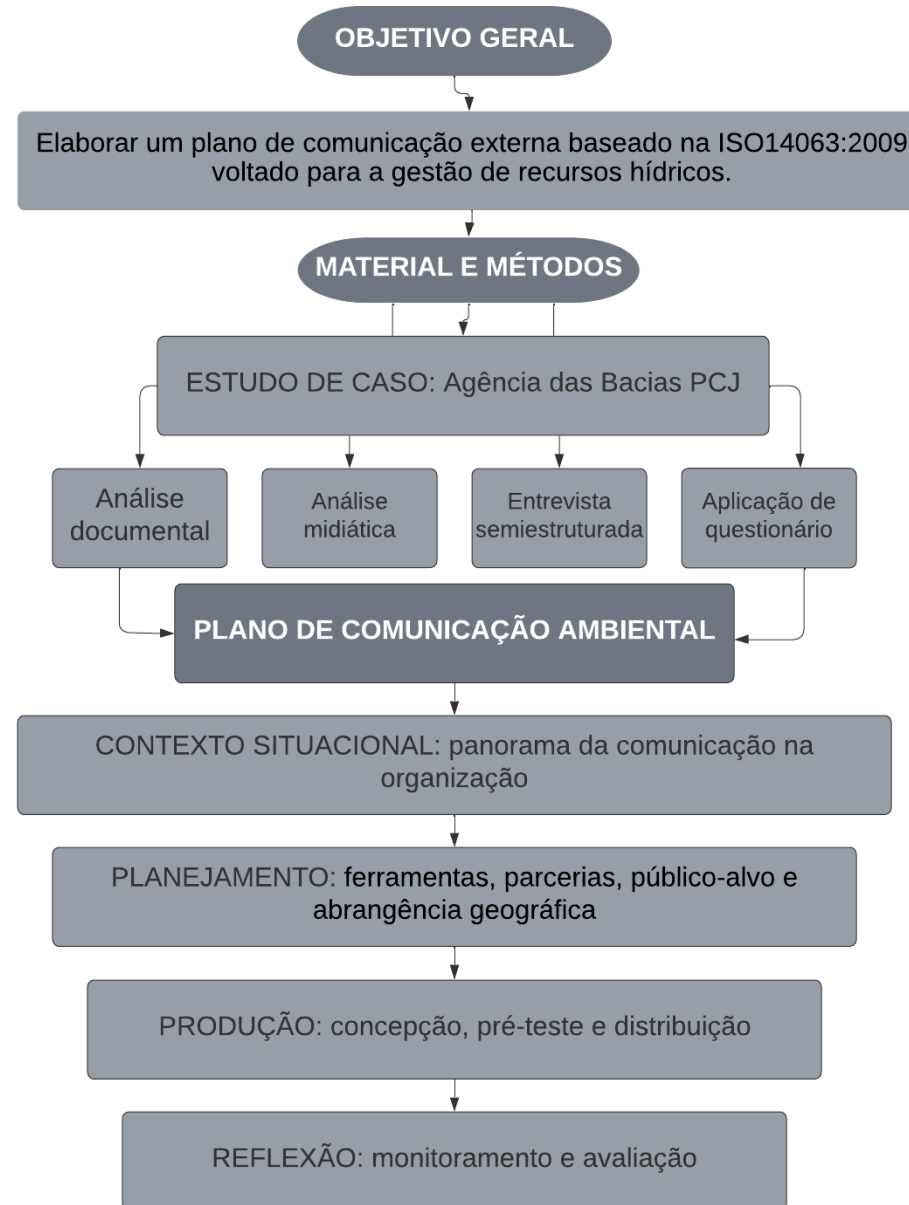 OBJETIVO GERAL
Elaborar um plano de comunicação externa baseado na ISO14063:2009
voltado para a gestão de recursos hídricos.
MATERIAL E MÉTODOS
ESTUDO DE CASO: Agência das Bacias PCJ
Análise
documental
Análise
midiática
Entrevista
semiestruturada
Aplicação de
questionário
PLANO DE COMUNICAÇÃO AMBIENTAL
CONTEXTO SITUACIONAL: panorama da comunicação na
organização
PLANEJAMENTO: ferramentas, parcerias, público-alvo e
abrangência geográfica
PRODUÇÃO: concepção, pré-teste e distribuição
REFLEXÃO: monitoramento e avaliação